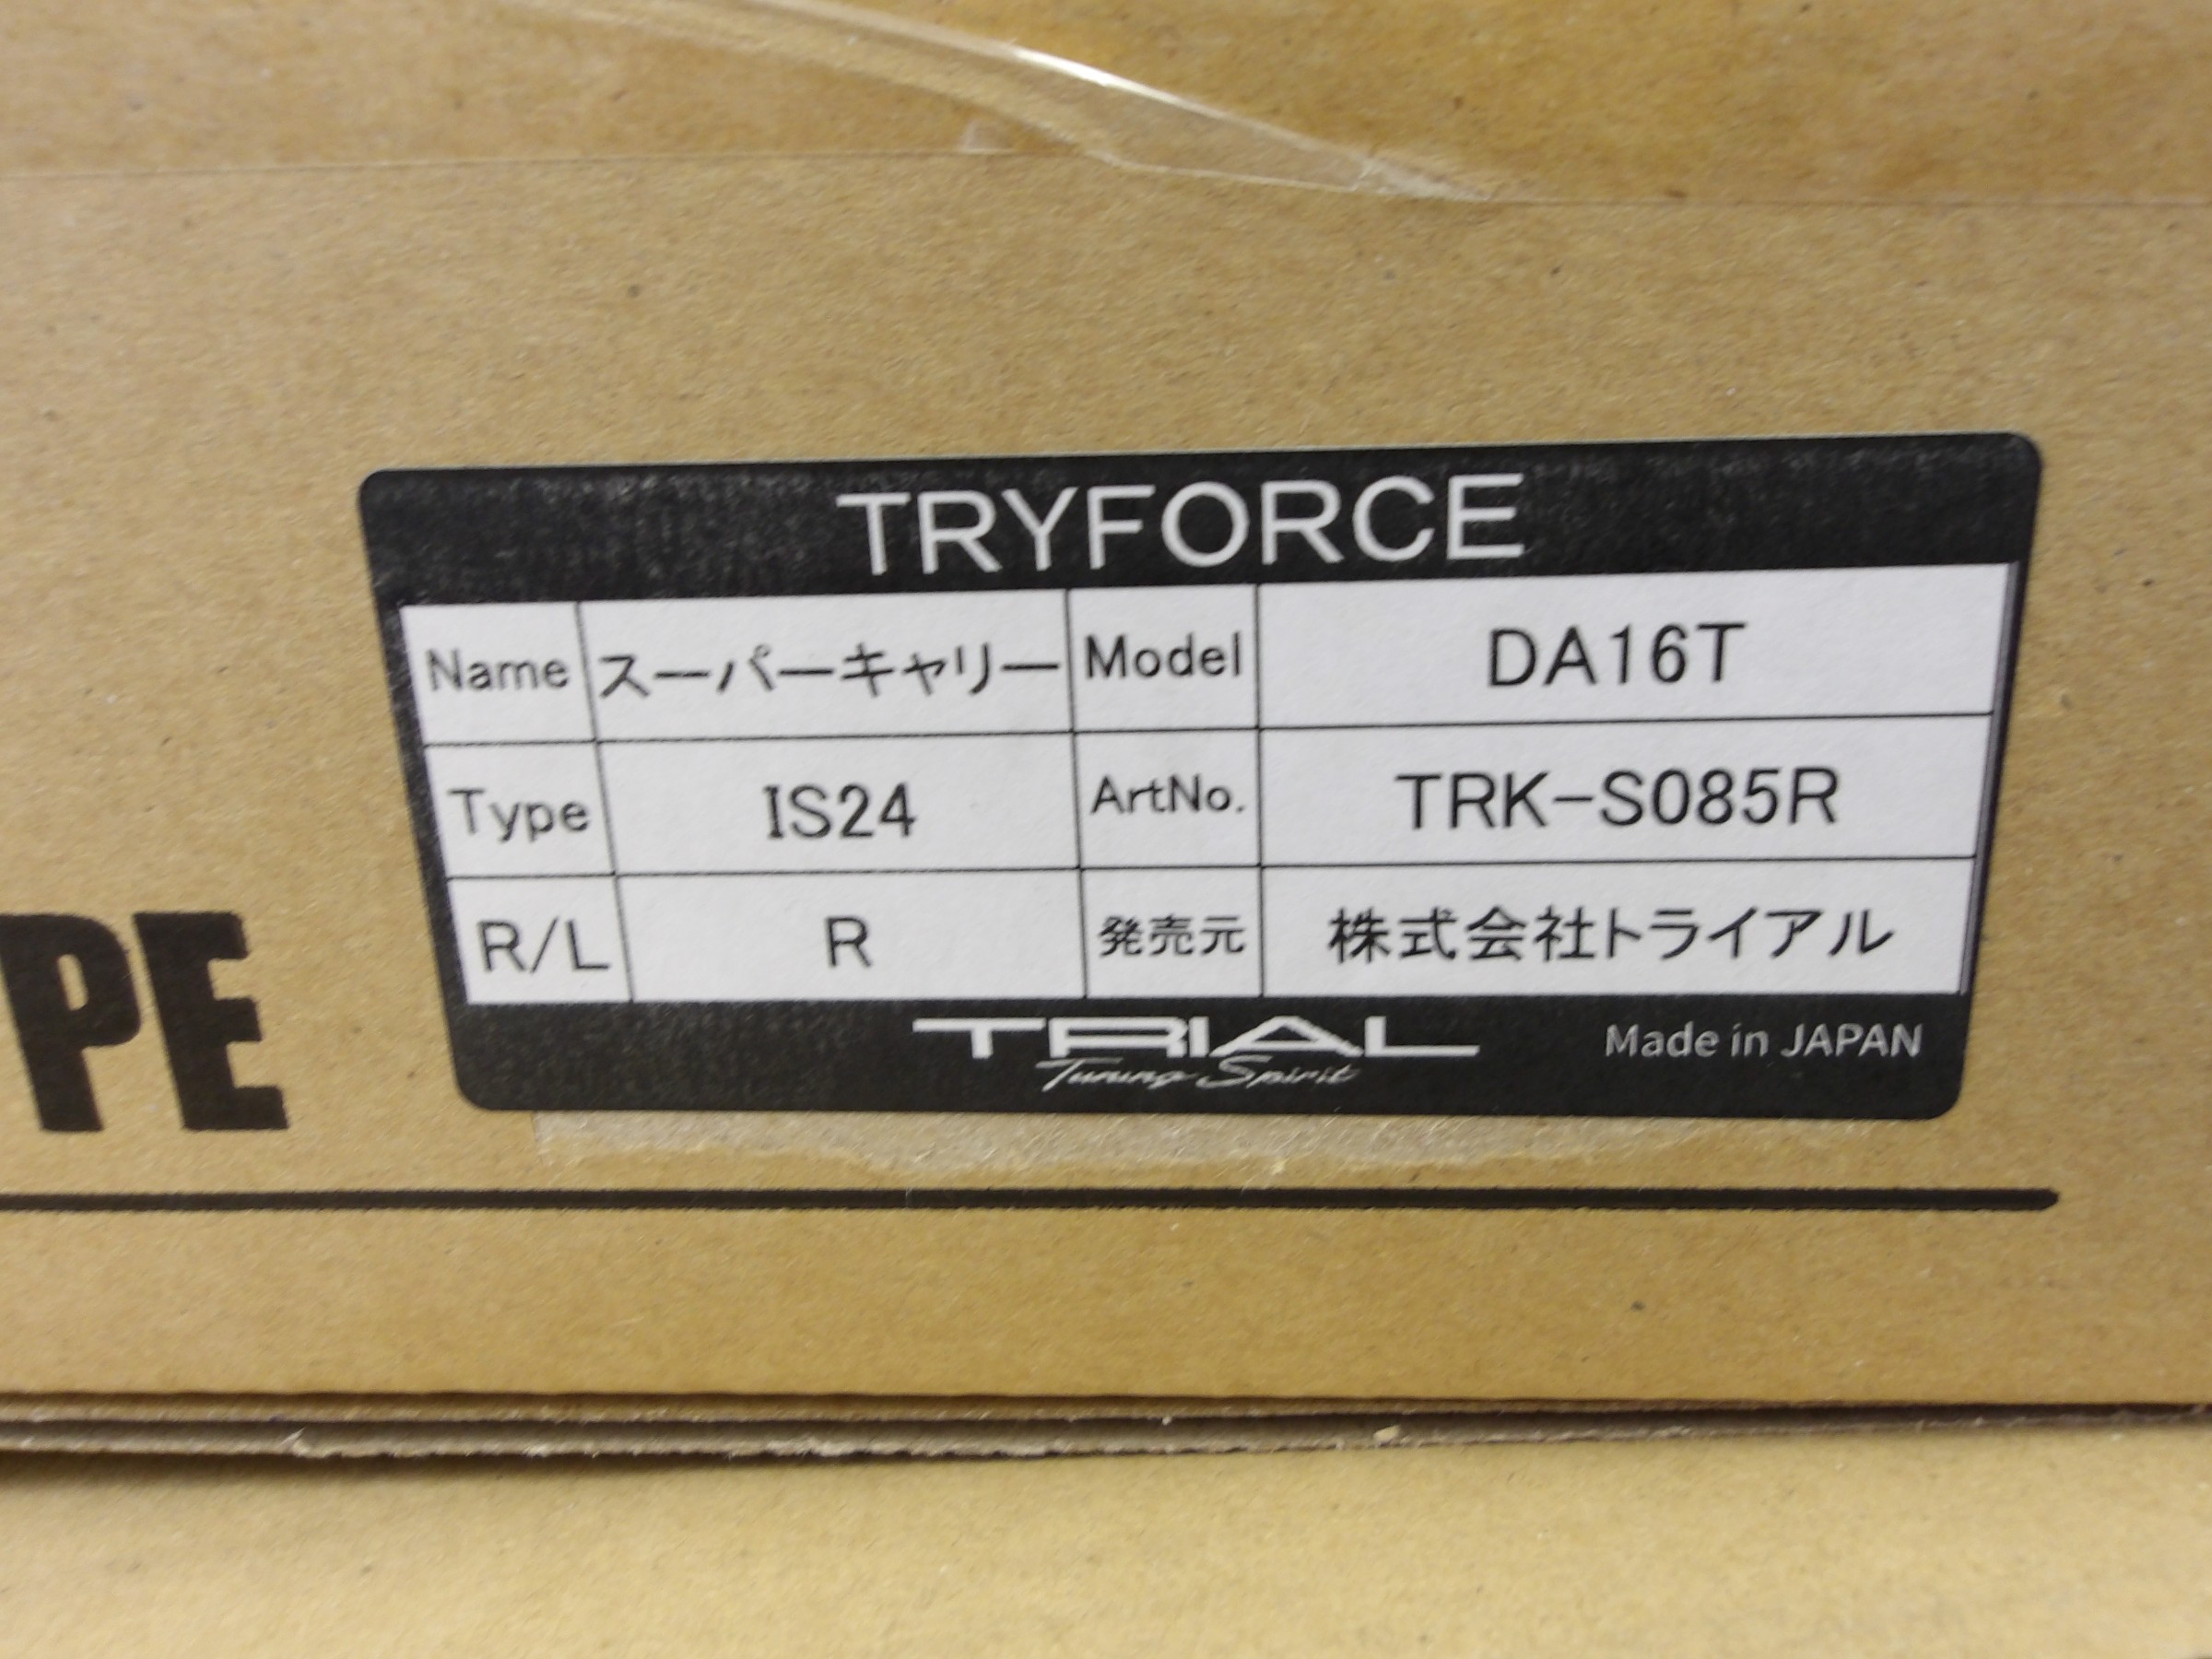 TRYFORCE
Name スーパーキャリー Model DA16T
Type IS24 ArtNo. TRK-S085R
R/L R 発売元 株式会社トライアル
TRIAL Made in JAPAN
Tuning Spirit
PE